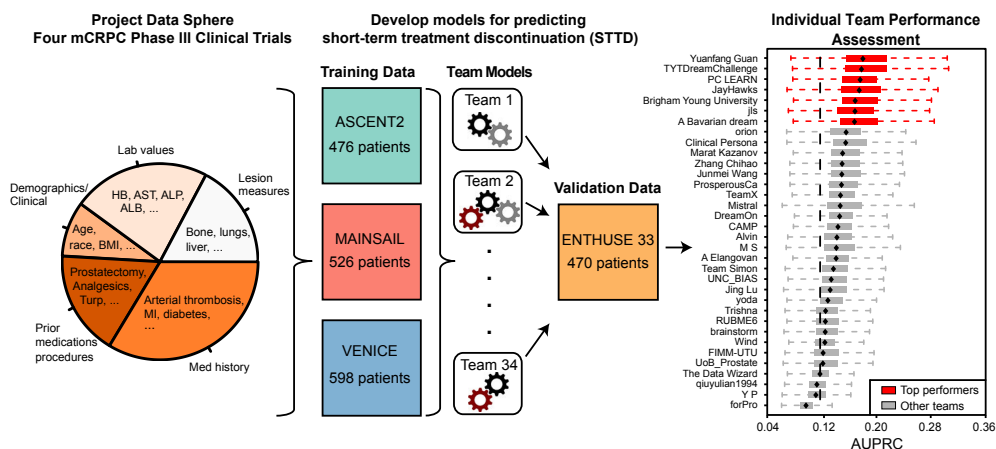 Project Data Sphere
Four mCRPC Phase III Clinical Trials
Lab values
Demographics/
Clinical
Lesion
measures
HB, AST, ALP,
ALB, ...
Bone, lungs,
liver, ...
Age,
race, BMI, ...
Prostatectomy,
Analgesics,
Turp, ...
Arterial thrombosis,
MI, diabetes,
...
Prior
medications
procedures
Med history
Develop models for predicting
short-term treatment discontinuation (STTD)
Training Data
ASCENT2
476 patients
MAINSAIL
526 patients
VENICE
598 patients
Team Models
Team 1
Team 2
Team 34
Validation Data
ENTHUSE 33
470 patients
Individual Team Performance
Assessment
Yuanfang Guan
TYTDreamChallenge
PC LEARN
JayHawks
Brigham Young University
jls
A Bavarian dream
orion
Clinical Persona
Marat Kazanov
Zhang Chihao
Junmei Wang
ProsperousCa
TeamX
Mistral
DreamOn
CAMP
Alvin
M S
A Elangovan
Team Simon
UNC_BIAS
Jing Lu
yoda
Trishna
RUBME6
brainstorm
Wind
FIMM-UTU
UoB_Prostate
The Data Wizard
qiuyulian1994
Y P
forPro
Top performers
Other teams
0.04 0.12 0.20 0.28 0.36
AUPRC